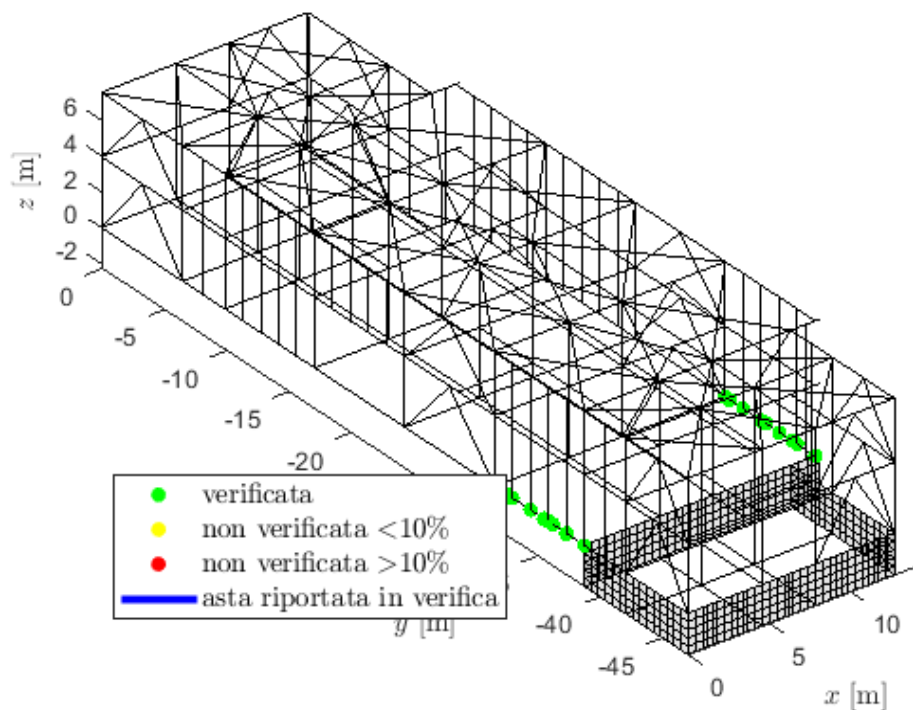 6
4
2
0
-2
z [m]
0
-5
-10
-15
-20
verificata
non verificata <10%
non verificata >10%
asta riportata in verifica
y [m]
-40
-45
0
5
10
x [m]